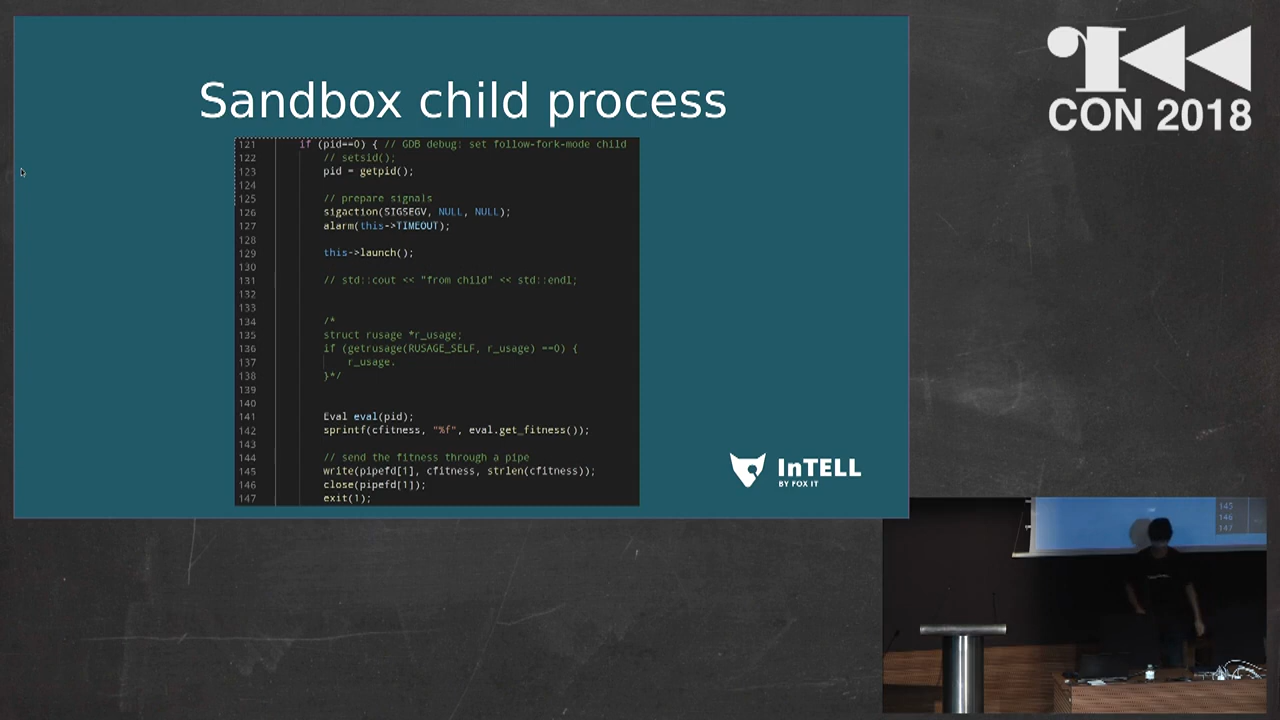 Sandbox child process
121 if (pid==0) { // GDB debug: set follow-fork-mode child
122 // setsid();
123 pid = getpid();
124
125 // prepare signals
126 sigaction(SIGSEGV, NULL, NULL);
127 alarm(this->TIMEOUT);
128
129 this->launch();
130
131 // std::cout << "from child" << std::endl;
132
133
134 /*
135 struct rusage *r_usage;
136 if (getrusage(RUSAGE_SELF, r_usage) ==0) {
137 r_usage.
138 }*/
139
140
141 Eval eval(pid);
142 sprintf(cfitness, "%f", eval.get_fitness());
143
144 // send the fitness through a pipe
145 write(pipefd[1], cfitness, strlen(cfitness));
146 close(pipefd[1]);
147 exit(1);
InTELL
BY FOX IT
CON 2018
145
146
147